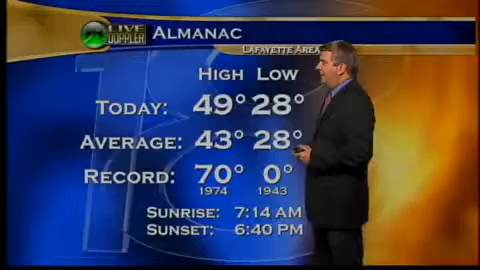 LIVE DOPPLER ALMANAC
LAFAYETTE AREA
HIGH LOW
TODAY: 49° 28°
AVERAGE: 43° 28°
RECORD: 70° 0°
1974 1943
SUNRISE: 7:14 AM
SUNSET: 6:40 PM